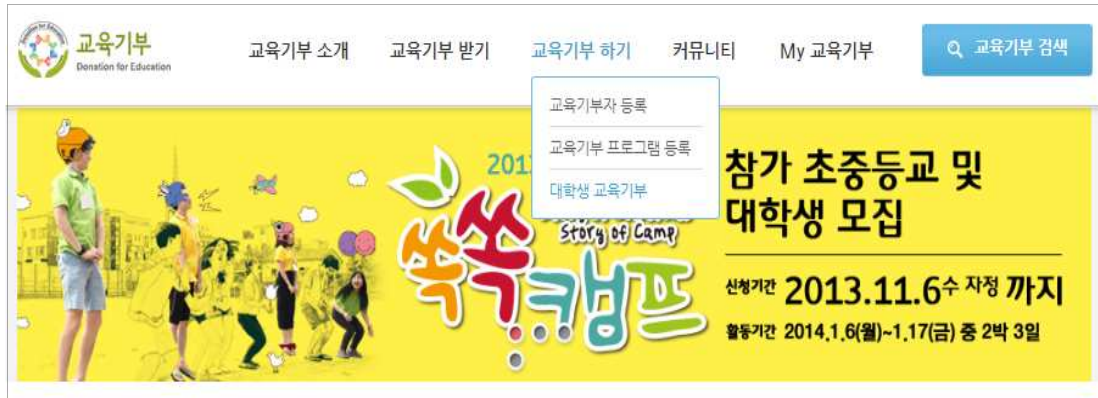 교육기부
Donation for Education
교육기부 소개
교육기부 받기
교육기부 하기
커뮤니티
My 교육기부
교육기부 검색
교육기부자 등록
교육기부 프로그램 등록
대학생 교육기부
201
쏙쏙캠프
Story of Camp
참가 초중등교 및
대학생 모집
신청기간 2013.11.6수 자정 까지
활동기간 2014.1.6(월)~1.17(금) 중 2박 3일